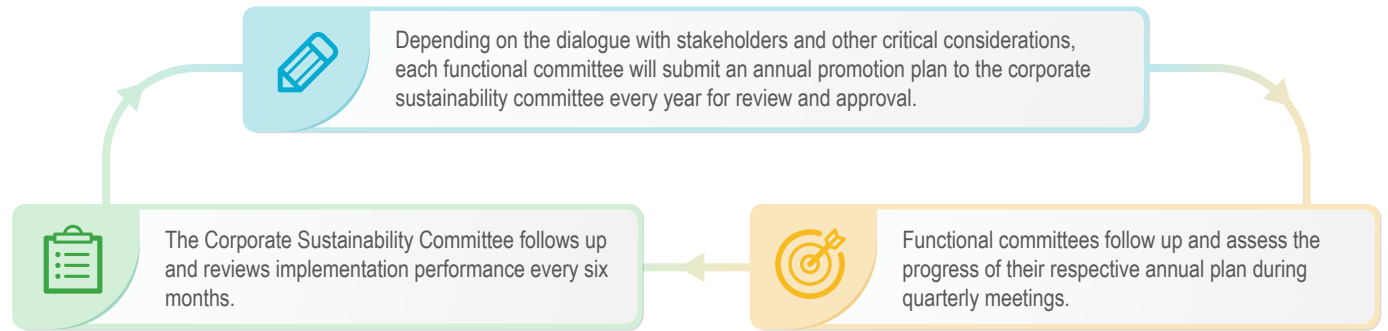 Depending on the dialogue with stakeholders and other critical considerations,
each functional committee will submit an annual promotion plan to the corporate
sustainability committee every year for review and approval.
The Corporate Sustainability Committee follows up
and reviews implementation performance every six
months.
Functional committees follow up and assess the
progress of their respective annual plan during
quarterly meetings.